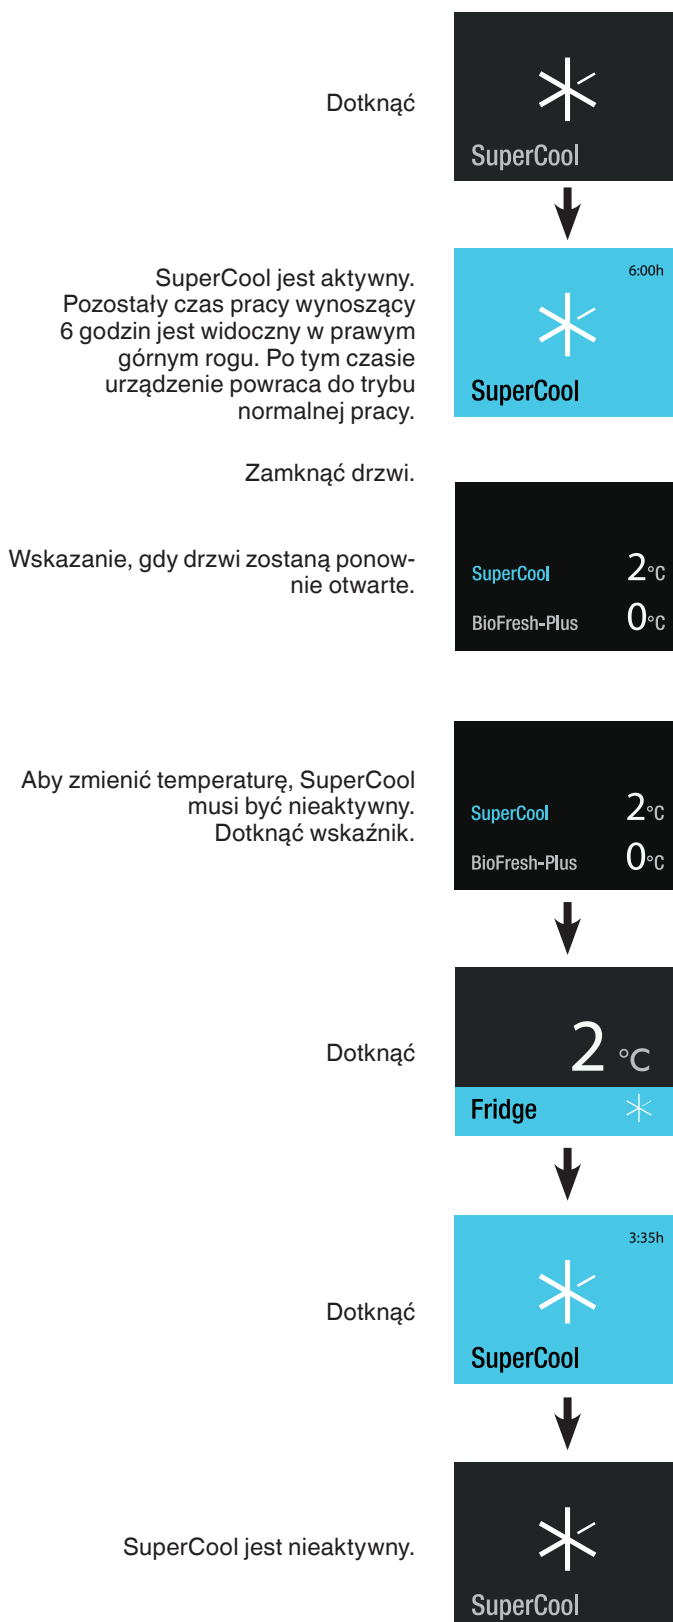 Dotknąć
SuperCool
SuperCool jest aktywny.
Pozostały czas pracy wynoszący
6 godzin jest widoczny w prawym
górnym rogu. Po tym czasie
urządzenie powraca do trybu
normalnej pracy.
6:00h
SuperCool
Zamknąć drzwi.
Wskazanie, gdy drzwi zostaną ponow-
nie otwarte.
SuperCool 2°C
BioFresh-Plus 0°C
Aby zmienić temperaturę, SuperCool
musi być nieaktywny.
Dotknąć wskaźnik.
SuperCool 2°C
BioFresh-Plus 0°C
Dotknąć
2 °C
Fridge
Dotknąć
3:35h
SuperCool
SuperCool jest nieaktywny.
SuperCool